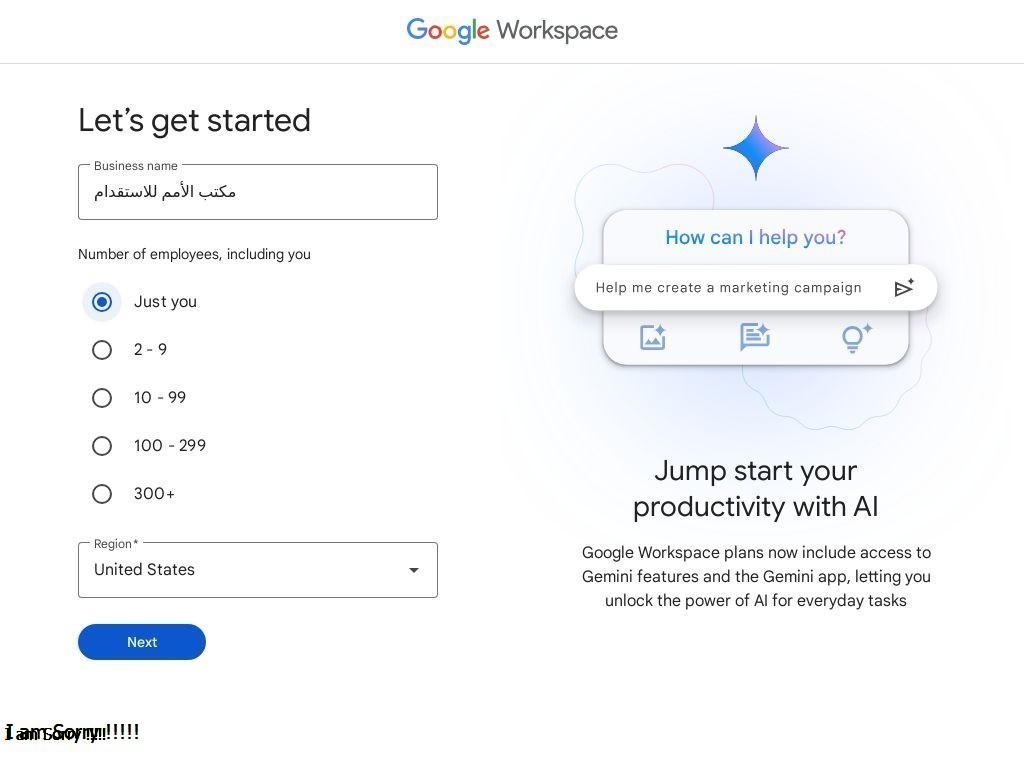 Google Workspace
Let's get started
Business name
مكتب الأمم للاستقدام
Number of employees, including you
Just you
2 - 9
10 - 99
100 - 299
300+
Region*
United States
Next
How can I help you?
Help me create a marketing campaign
Jump start your
productivity with AI
Google Workspace plans now include access to
Gemini features and the Gemini app, letting you
unlock the power of AI for everyday tasks
I am Sorry !!!!!
I am Sorry !!!!